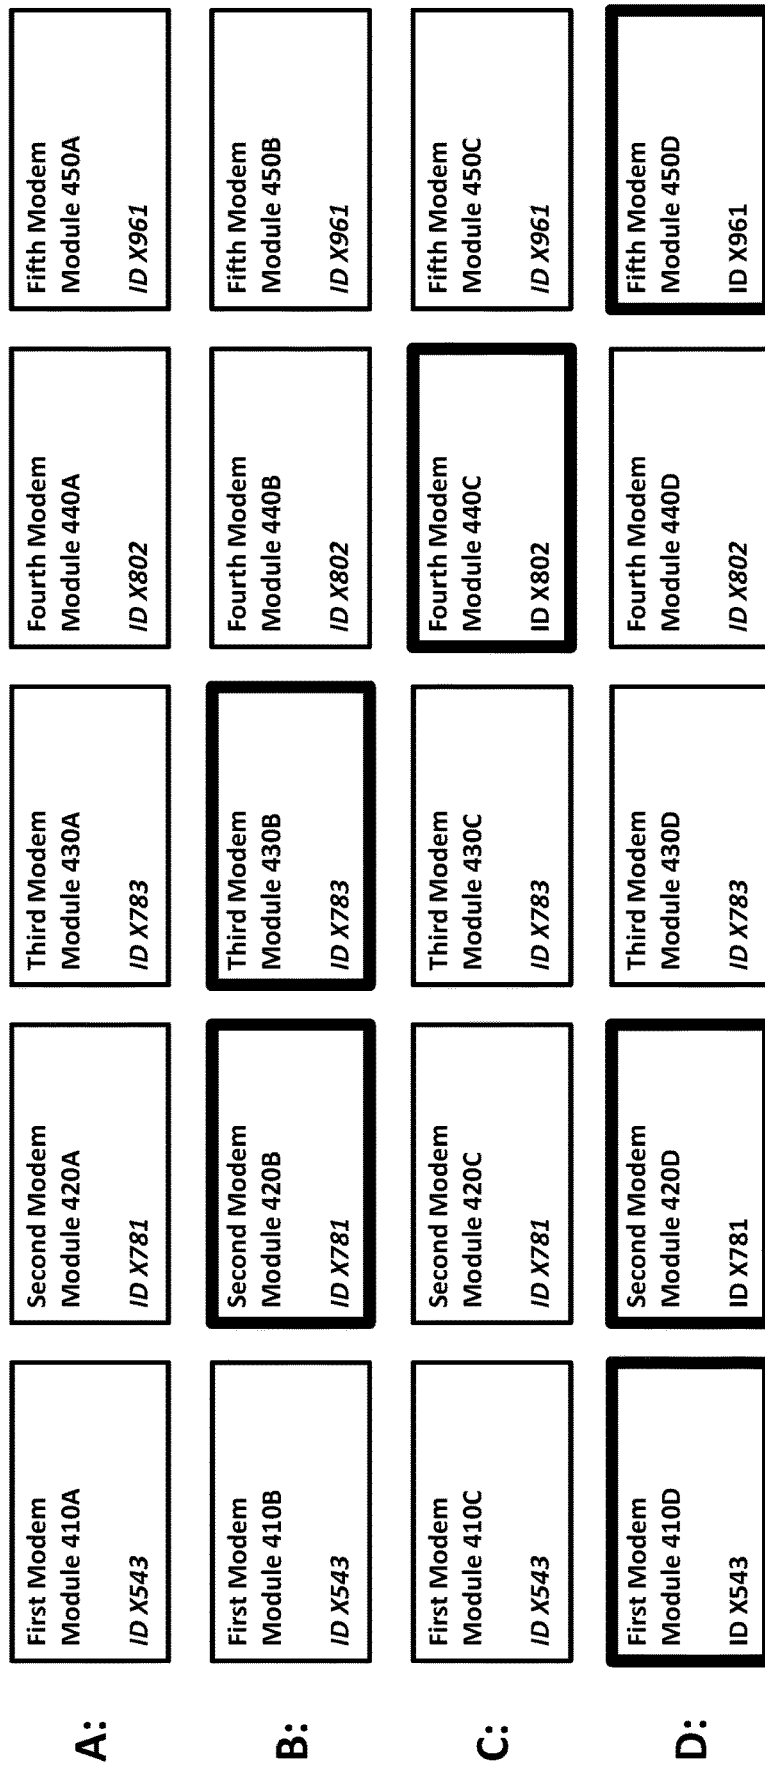 A:
First Modem
Module 410A
ID X543
Second Modem
Module 420A
ID X781
Third Modem
Module 430A
ID X783
Fourth Modem
Module 440A
ID X802
Fifth Modem
Module 450A
ID X961
B:
First Modem
Module 410B
ID X543
Second Modem
Module 420B
ID X781
Third Modem
Module 430B
ID X783
Fourth Modem
Module 440B
ID X802
Fifth Modem
Module 450B
ID X961
C:
First Modem
Module 410C
ID X543
Second Modem
Module 420C
ID X781
Third Modem
Module 430C
ID X783
Fourth Modem
Module 440C
ID X802
Fifth Modem
Module 450C
ID X961
D:
First Modem
Module 410D
ID X543
Second Modem
Module 420D
ID X781
Third Modem
Module 430D
ID X783
Fourth Modem
Module 440D
ID X802
Fifth Modem
Module 450D
ID X961